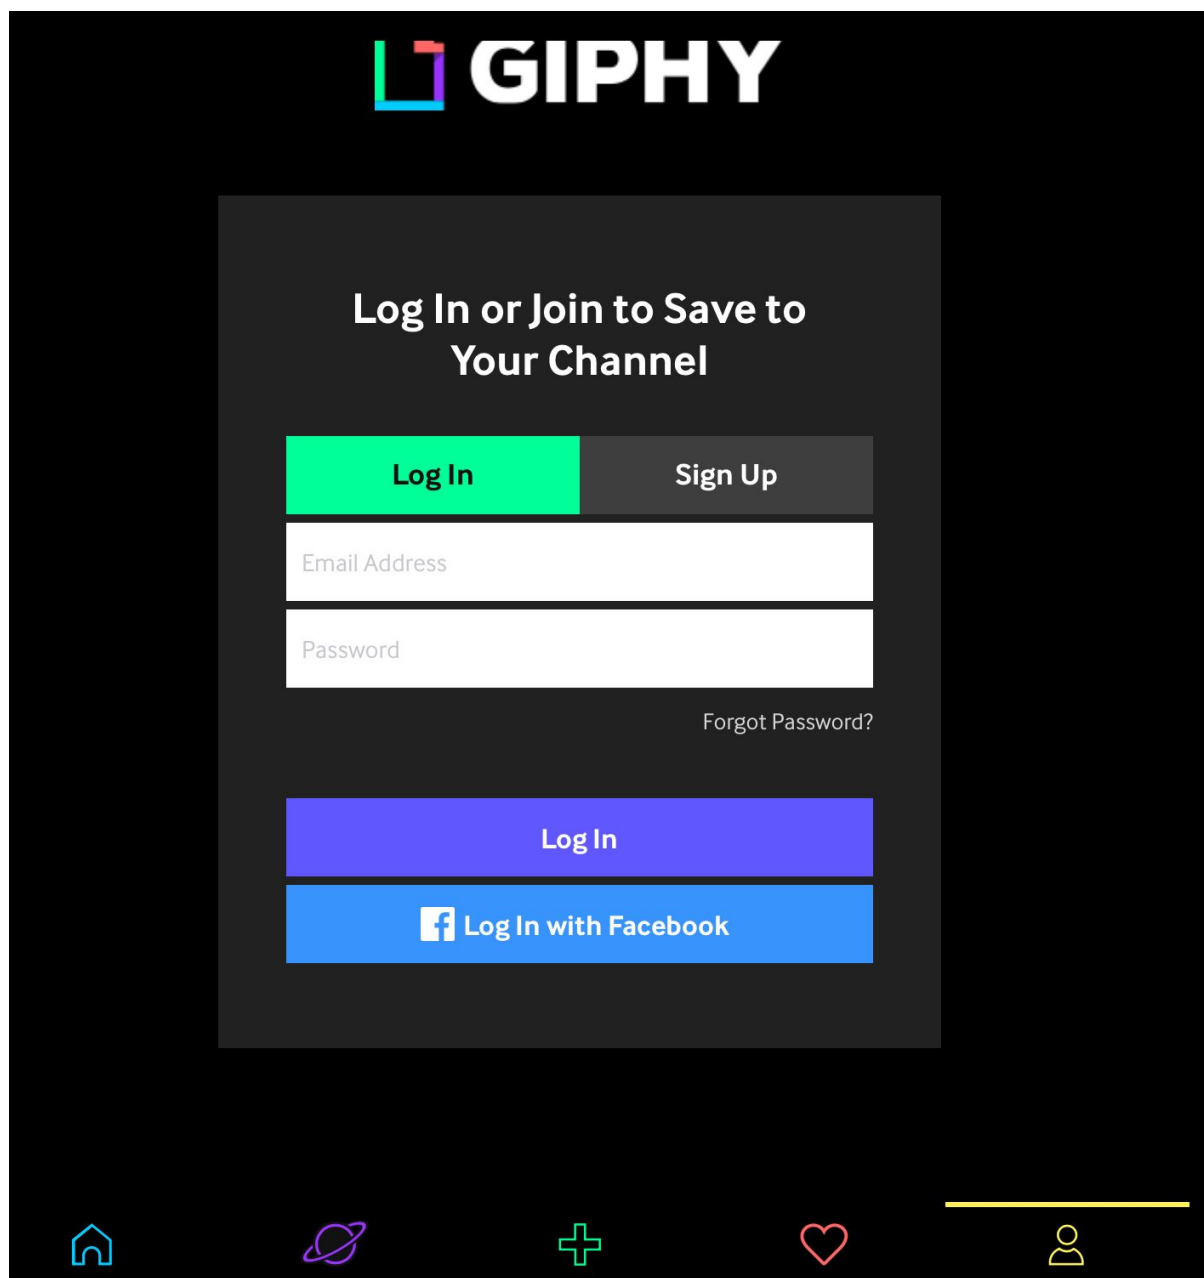 GIPHY
Log In or Join to Save to
Your Channel
Log In
Sign Up
Email Address
Password
Forgot Password?
Log In
Log In with Facebook